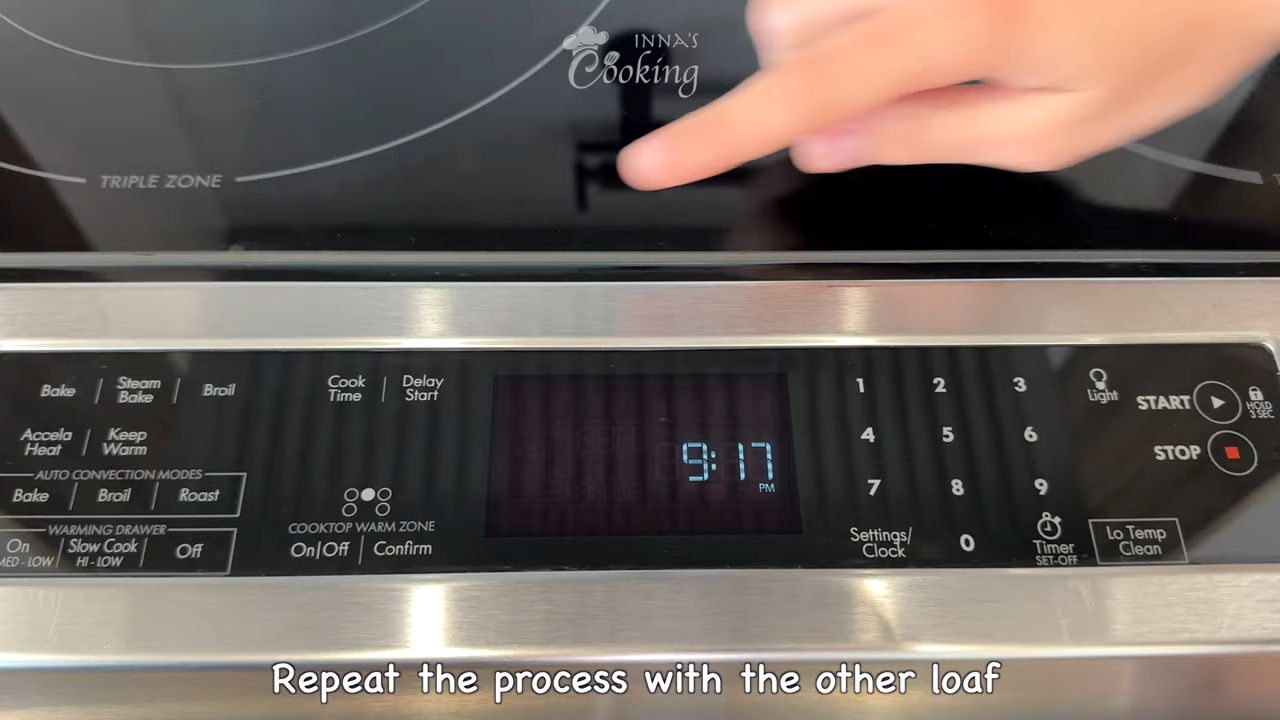 INNA'S
Cooking
TRIPLE ZONE
Bake
Steam
Bake
Broil
Cook
Time
Delay
Start
Accela
Heat
Keep
Warm
AUTO CONVECTION MODES
Bake
Broil
Roast
WARMING DRAWER
On
MED - LOW
Slow Cook
HI - LOW
Off
COOKTOP WARM ZONE
On|Off
Confirm
9:17
PM
1 2 3
4 5 6
7 8 9
Settings/
Clock
0
Timer
SET-OFF
Light
START
HOLD
3 SEC
STOP
Lo Temp
Clean
Repeat the process with the other loaf